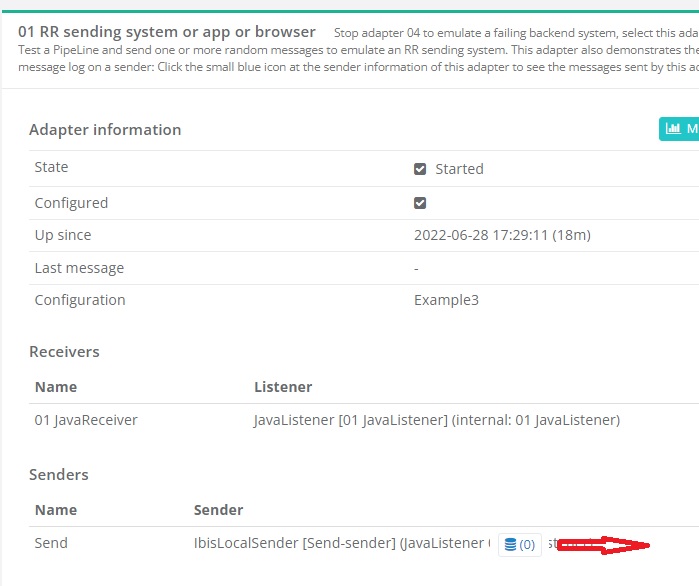 01 RR sending system or app or browser Stop adapter 04 to emulate a failing backend system, select this ada
Test a PipeLine and send one or more random messages to emulate an RR sending system. This adapter also demonstrates the
message log on a sender: Click the small blue icon at the sender information of this adapter to see the messages sent by this a
Adapter information M
State Started
Configured
Up since 2022-06-28 17:29:11 (18m)
Last message -
Configuration Example3
Receivers
Name Listener
01 JavaReceiver JavaListener [01 JavaListener] (internal: 01 JavaListener)
Senders
Name Sender
Send IbisLocalSender [Send-sender] (JavaListener (0)